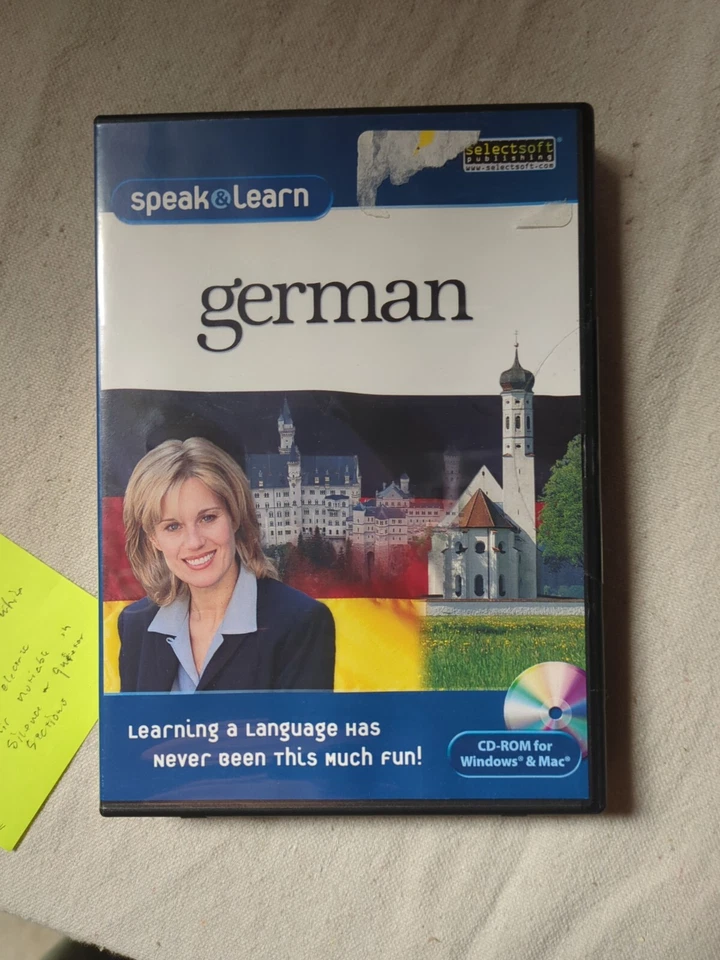 selectsoft
publishing
www.selectsoft.com
speak&Learn
german
Learning a Language Has
Never Been This Much Fun!
CD-ROM for
Windows® & Mac®
Sections